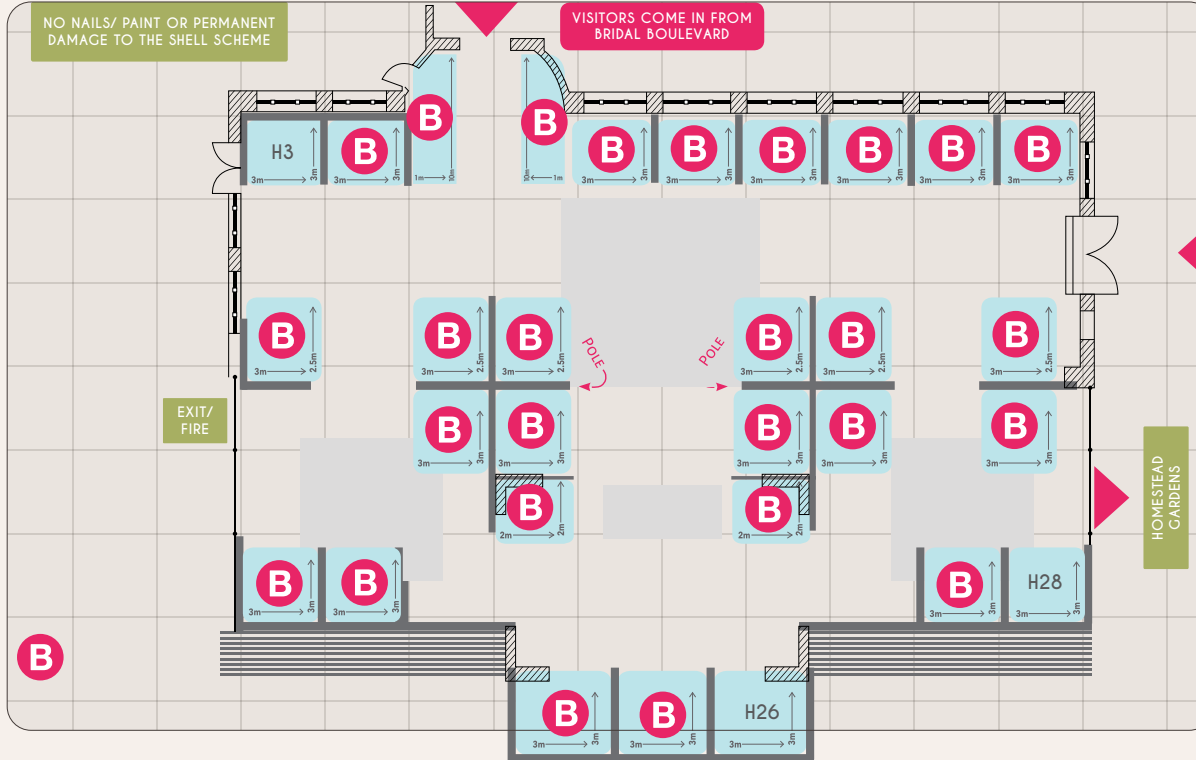 NO NAILS/ PAINT OR PERMANENT
DAMAGE TO THE SHELL SCHEME
VISITORS COME IN FROM
BRIDAL BOULEVARD
B
1m
10m
B
10m
1m
H3
3m
3m
B
3m
3m
B
3m
3m
B
3m
3m
B
3m
3m
B
3m
3m
B
3m
3m
B
3m
3m
B
3m
2.5m
B
3m
2.5m
B
3m
2.5m
POLE
POLE
B
3m
2.5m
B
3m
2.5m
B
3m
2.5m
EXIT/
FIRE
B
3m
3m
B
3m
3m
B
3m
3m
B
3m
3m
B
3m
3m
HOMESTEAD
GARDENS
B
2m
2m
B
2m
2m
B
3m
3m
B
3m
3m
B
3m
3m
H28
3m
3m
B
B
3m
3m
B
3m
3m
H26
3m
3m